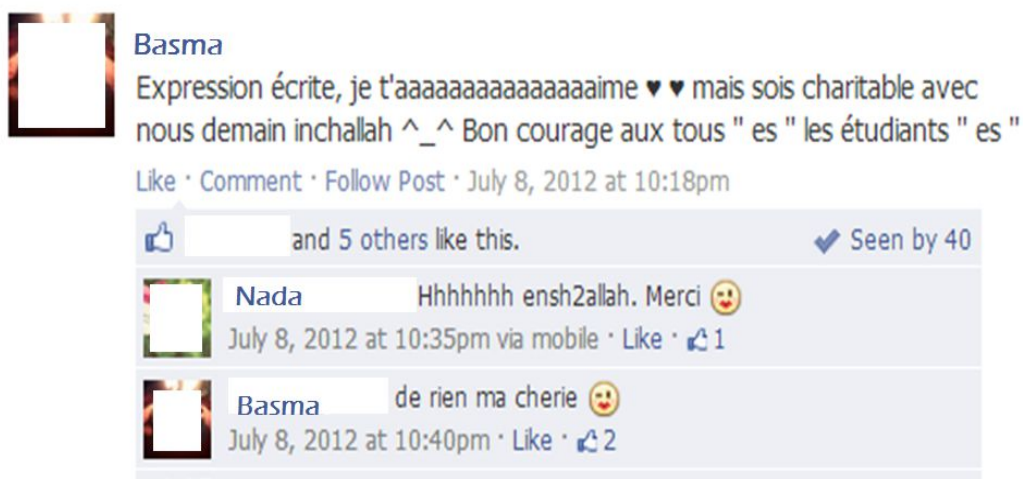 Basma
Expression écrite, je t'aaaaaaaaaaaaaaaaime ♥ ♥ mais sois charitable avec
nous demain inchallah ^_^ Bon courage aux tous " es " les étudiants " es "
Like · Comment · Follow Post · July 8, 2012 at 10:18pm
and 5 others like this. Seen by 40
Nada Hhhhhhh ensh2allah. Merci
July 8, 2012 at 10:35pm via mobile · Like · 1
Basma de rien ma cherie
July 8, 2012 at 10:40pm · Like · 2